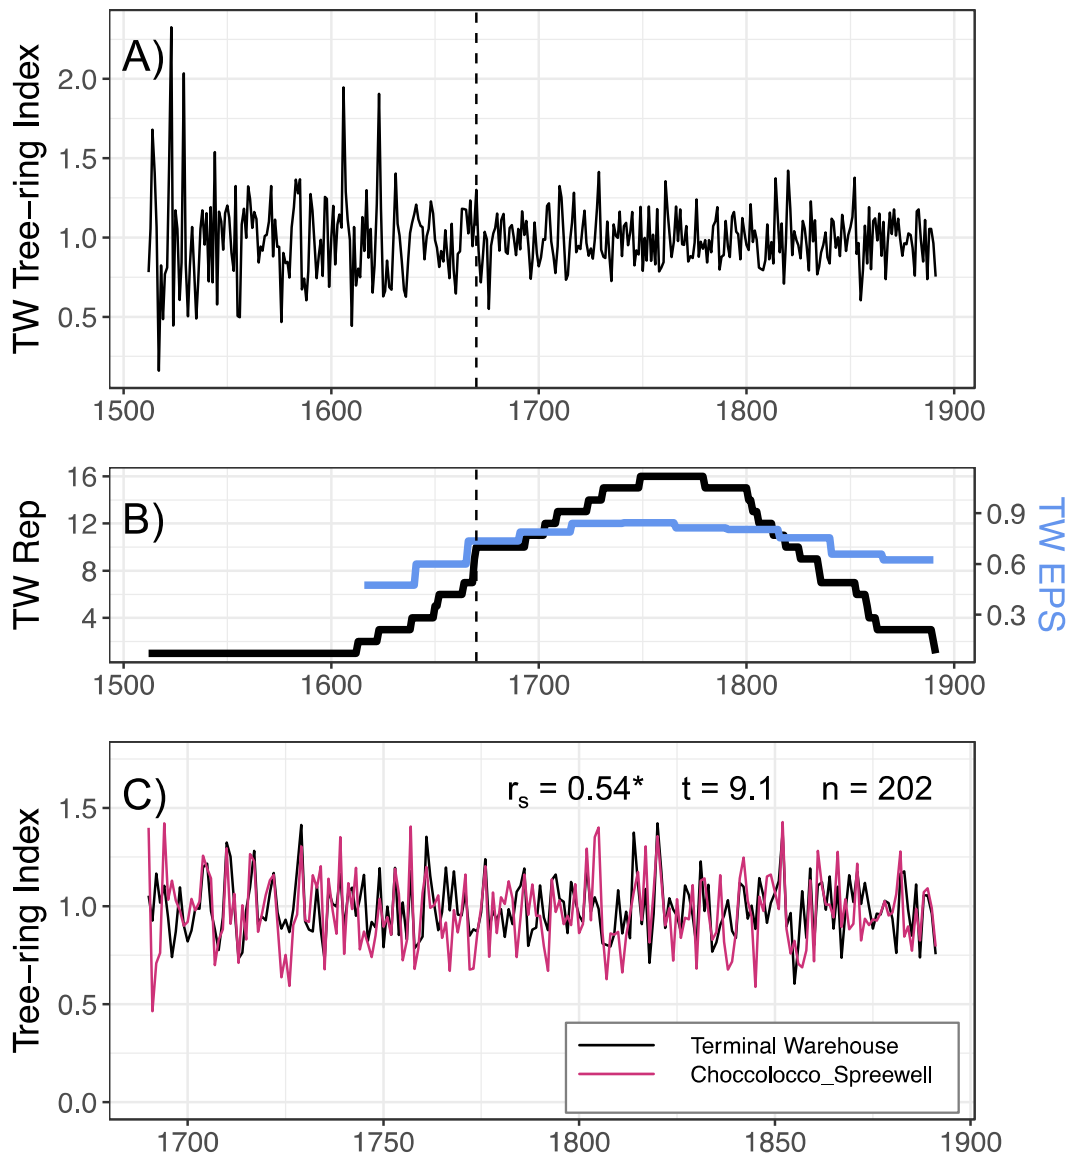 A)
TW Tree−ring Index
2.0
1.5
1.0
0.5
1500 1600 1700 1800 1900
B)
TW Rep
16
12
8
4
0.9
0.6
0.3
TW EPS
1500 1600 1700 1800 1900
C)
rs = 0.54* t = 9.1 n = 202
Tree−ring Index
1.5
1.0
0.5
0.0
Terminal Warehouse
Choccolocco_Spreewell
1700 1750 1800 1850 1900